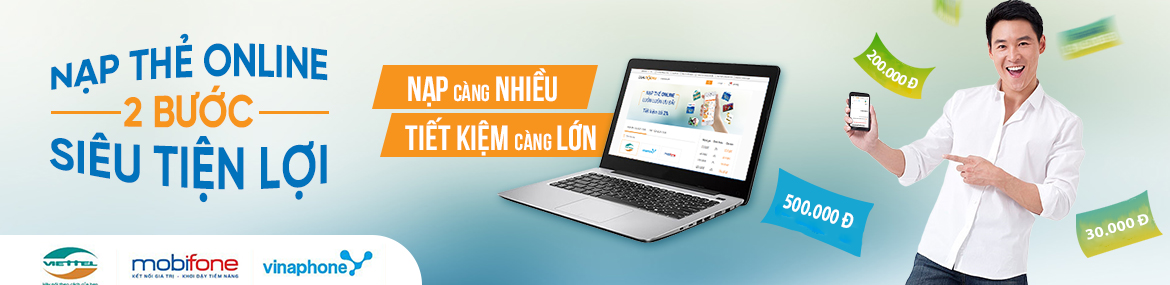 NẠP THẺ ONLINE
2 BƯỚC
SIÊU TIỆN LỢI
NẠP CÀNG NHIỀU
TIẾT KIỆM CÀNG LỚN
NẠP THẺ ONLINE
200.000 Đ
500.000 Đ
30.000 Đ
VIETTEL
mobifone
KẾT NỐI GIÁ TRỊ - KHƠI DẬY TIỀM NĂNG
vinaphone